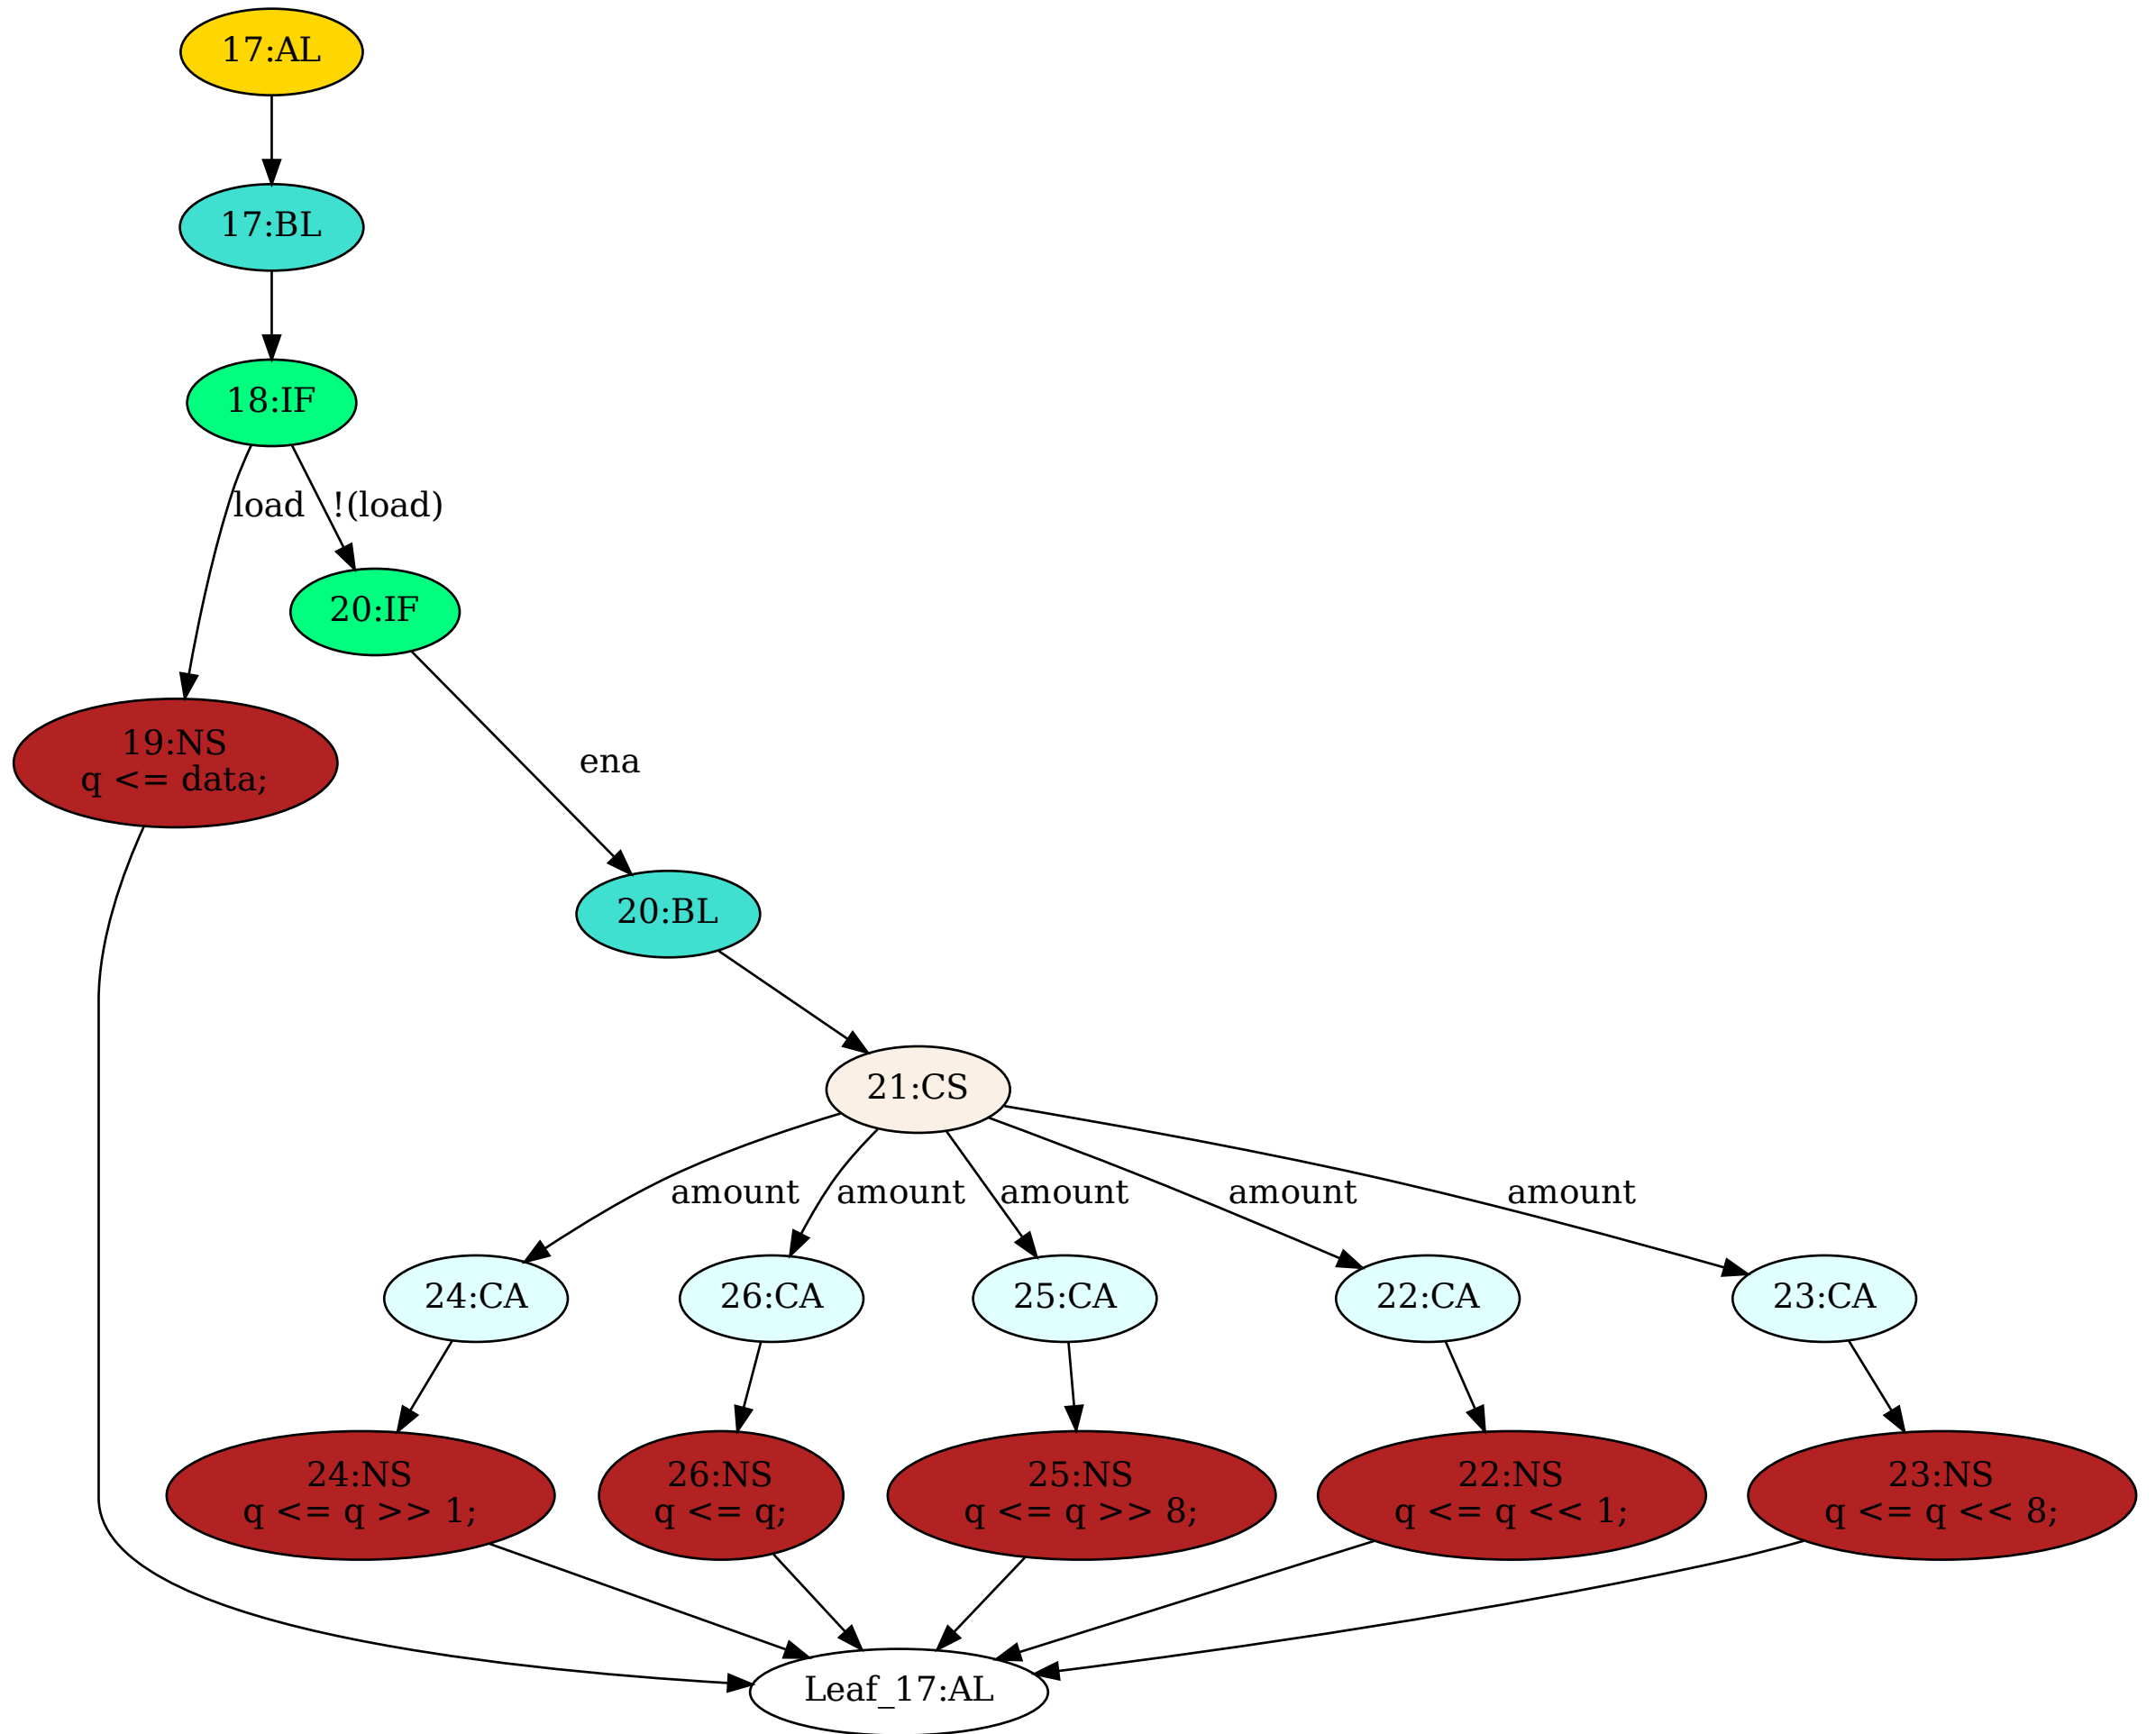 17:AL
17:BL
18:IF
load
!(load)
20:IF
19:NS
q <= data;
ena
20:BL
21:CS
amount
amount
amount
amount
amount
24:CA
26:CA
25:CA
22:CA
23:CA
24:NS
q <= q >> 1;
26:NS
q <= q;
25:NS
q <= q >> 8;
22:NS
q <= q << 1;
23:NS
q <= q << 8;
Leaf_17:AL